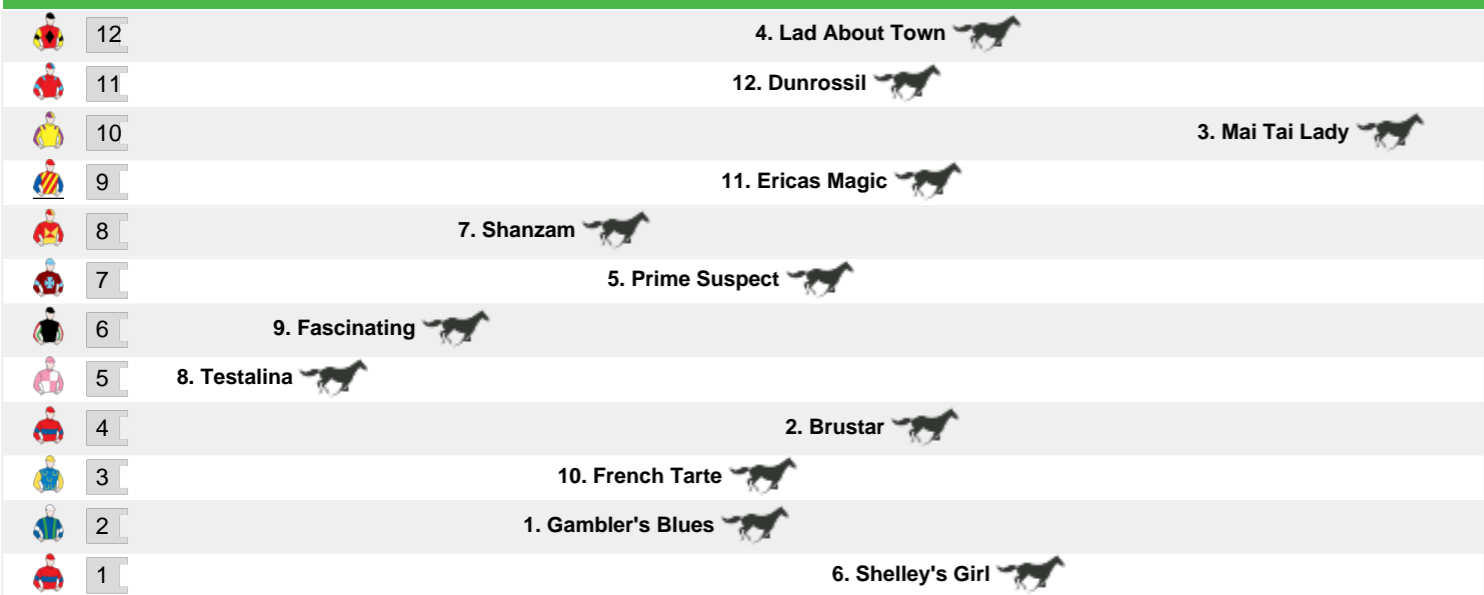 12 4. Lad About Town
11 12. Dunrossil
10 3. Mai Tai Lady
9 11. Ericas Magic
8 7. Shanzam
7 5. Prime Suspect
6 9. Fascinating
5 8. Testalina
4 2. Brustar
3 10. French Tarte
2 1. Gambler's Blues
1 6. Shelley's Girl